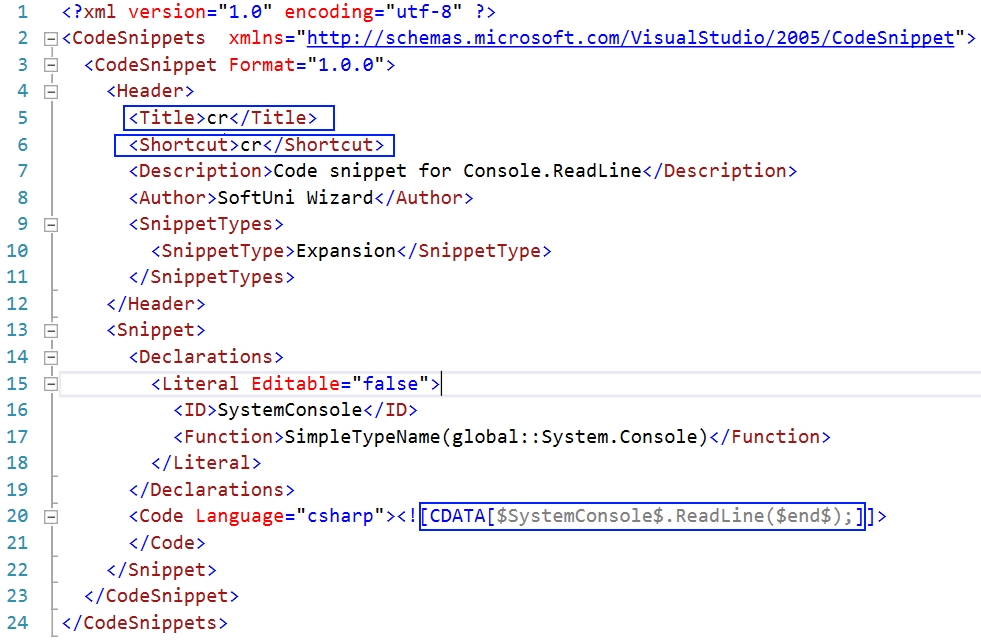 1 <?xml version="1.0" encoding="utf-8" ?>
2 <CodeSnippets  xmlns="http://schemas.microsoft.com/VisualStudio/2005/CodeSnippet">
3   <CodeSnippet Format="1.0.0">
4     <Header>
5       <Title>cr</Title>
6       <Shortcut>cr</Shortcut>
7       <Description>Code snippet for Console.ReadLine</Description>
8       <Author>SoftUni Wizard</Author>
9       <SnippetTypes>
10         <SnippetType>Expansion</SnippetType>
11       </SnippetTypes>
12     </Header>
13     <Snippet>
14       <Declarations>
15         <Literal Editable="false">
16           <ID>SystemConsole</ID>
17           <Function>SimpleTypeName(global::System.Console)</Function>
18         </Literal>
19       </Declarations>
20       <Code Language="csharp"><![CDATA[$SystemConsole$.ReadLine($end$);]]>
21       </Code>
22     </Snippet>
23   </CodeSnippet>
24 </CodeSnippets>